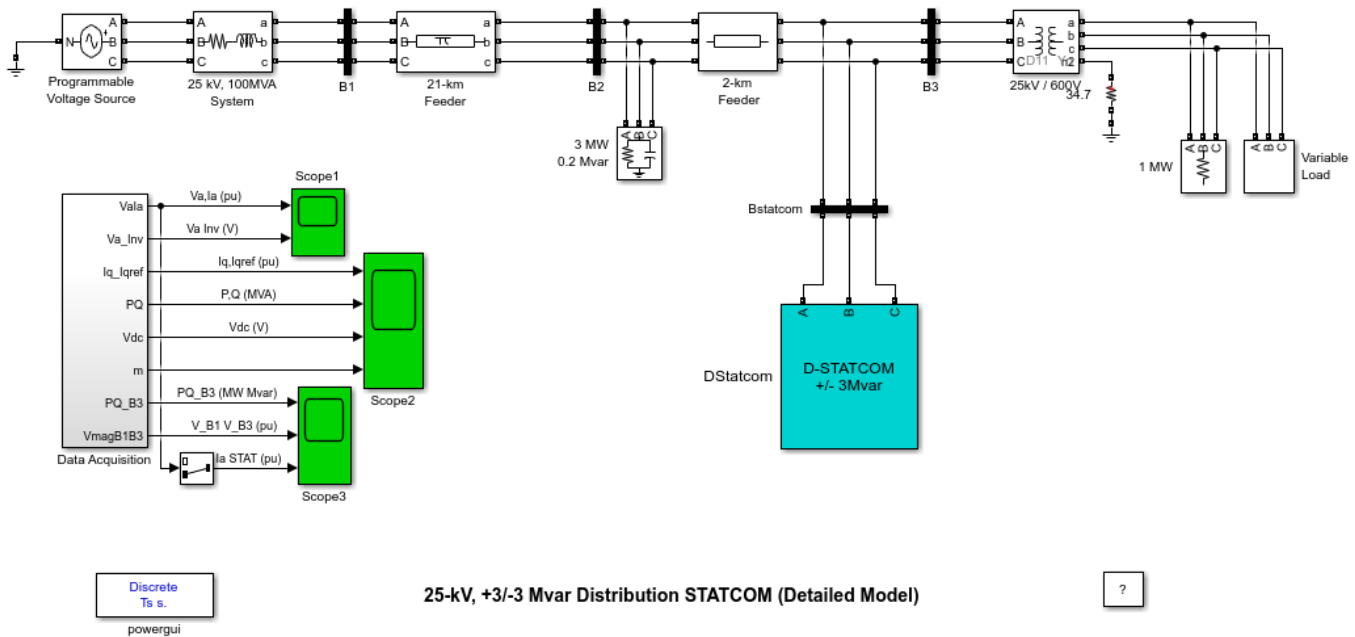 N
A
B
C
Programmable
Voltage Source
A
B
C
a
b
c
25 kV, 100MVA
System
B1
A
B
C
a
b
c
21-km
Feeder
B2
A
B
C
3 MW
0.2 Mvar
2-km
Feeder
B3
A
B
C
a
b
c
n2
25kV / 600V
34.7
A
B
C
1 MW
A
B
C
Variable
Load
Bstatcom
A
B
C
D-STATCOM
+/- 3Mvar
DStatcom
VaIa
Va_Inv
Iq_Iqref
PQ
Vdc
m
PQ_B3
VmagB1B3
Data Acquisition
Va,Ia (pu)
Va Inv (V)
Iq,Iqref (pu)
P,Q (MVA)
Vdc (V)
PQ_B3 (MW Mvar)
V_B1 V_B3 (pu)
Ia STAT (pu)
Scope1
Scope2
Scope3
Discrete
Ts s.
powergui
25-kV, +3/-3 Mvar Distribution STATCOM (Detailed Model)
?